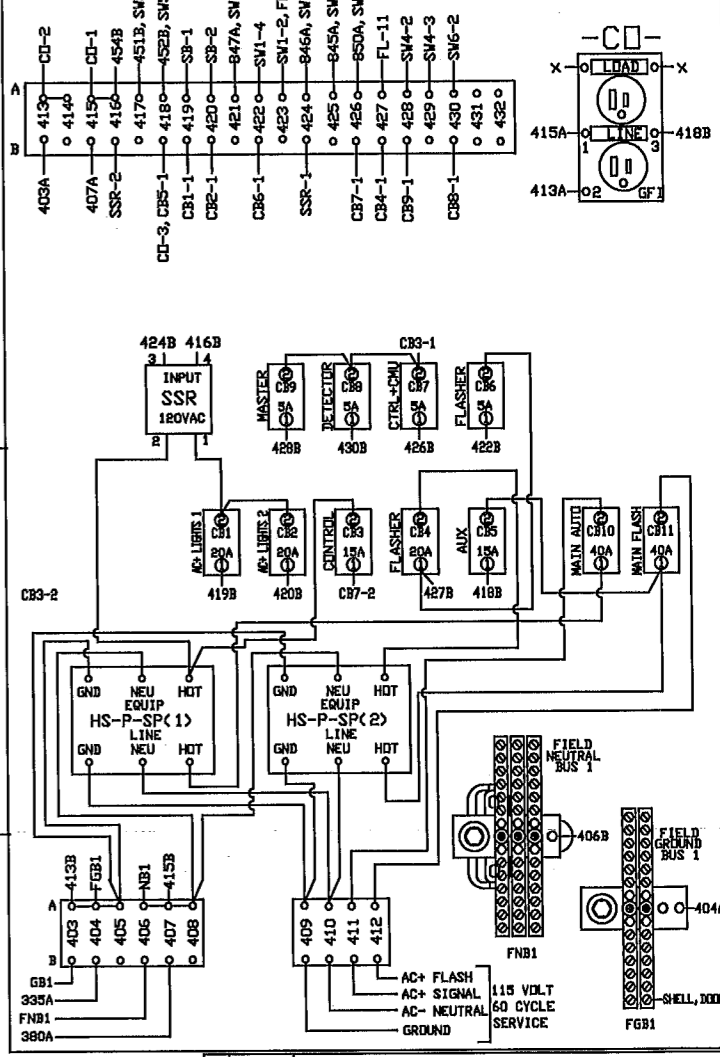 CO-2
CO-1
454B
451B, SW
452B, SW
SB-1
SB-2
847A, SW
SW1-4
SW1-2, F
846A, SW
845A, SW
850A, SW
FL-11
SW4-2
SW4-3
SW6-2
A
413 414 415 416 417 418 419 420 421 422 423 424 425 426 427 428 429 430 431 432
B
403A
407A
SSR-2
CO-3, CB5-1
CB1-1
CB2-1
CB6-1
SSR-1
CB7-1
CB4-1
CB9-1
CB8-1
-CO-
X LOAD X
415A LINE 418B
1 3
413A 2 GFI
424B 416B
3 4
INPUT
SSR
120VAC
2 1
CB3-1
MASTER CB9 5A 428B
DETECTOR CB8 5A 430B
CTRL+CMU CB7 5A 426B
FLASHER CB6 5A 422B
AC+ LIGHTS 1 CB1 20A 419B
AC+ LIGHTS 2 CB2 20A 420B
CONTROL CB3 15A CB7-2
FLASHER CB4 20A 427B
AUX CB5 15A 418B
MAIN AUTO CB10 40A
MAIN FLASH CB11 40A
CB3-2
GND NEU HOT
EQUIP
HS-P-SP(1)
LINE
GND NEU HOT
GND NEU HOT
EQUIP
HS-P-SP(2)
LINE
GND NEU HOT
FIELD
NEUTRAL
BUS 1
406B
FNB1
FIELD
GROUND
BUS 1
404A
SHELL, DOO
FGB1
413B
FGB1
NB1
415B
A
403 404 405 406 407 408
B
GB1
335A
FNB1
380A
409 410 411 412
AC+ FLASH
AC+ SIGNAL
AC- NEUTRAL
GROUND
115 VOLT
60 CYCLE
SERVICE